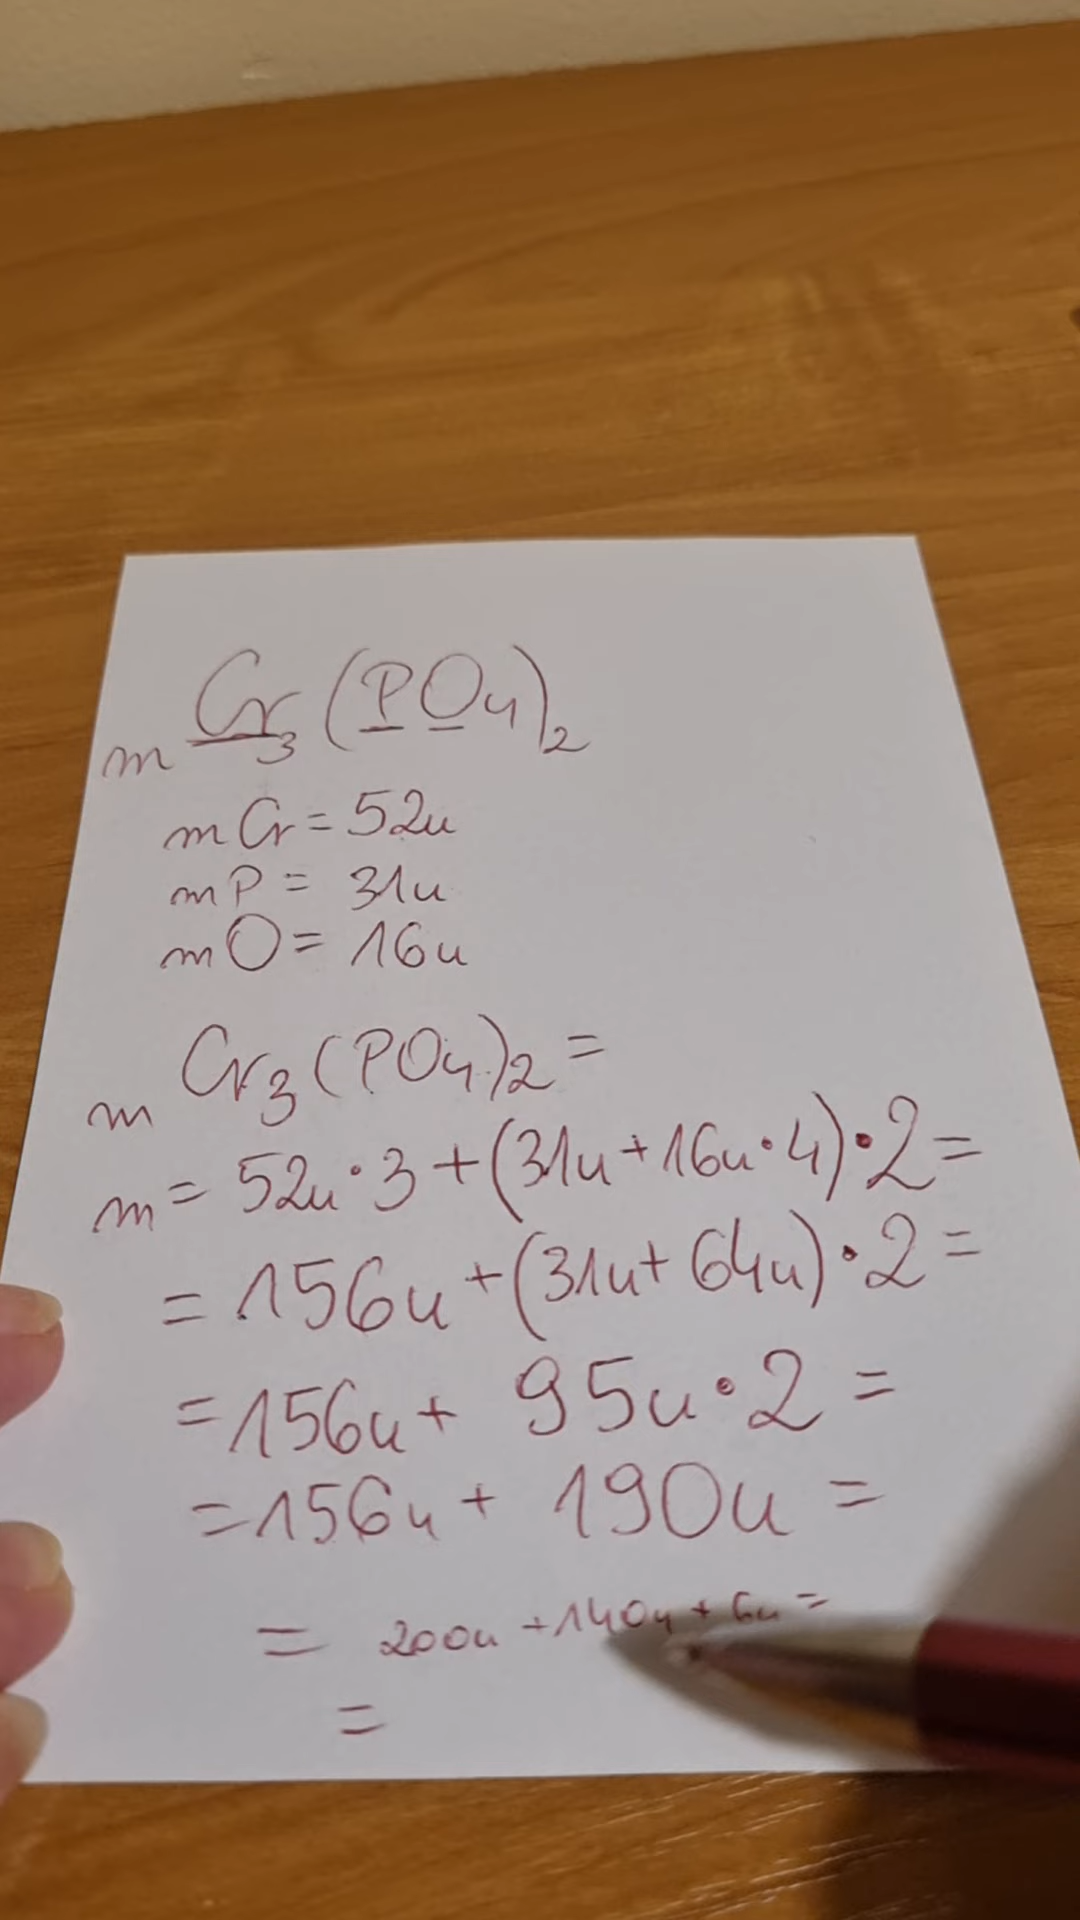 m Cr₃(PO₄)₂
mCr = 52u
mP = 31u
mO = 16u
m Cr₃(PO₄)₂ =
m = 52u · 3 + (31u + 16u · 4) · 2 =
= 156u + (31u + 64u) · 2 =
= 156u + 95u · 2 =
= 156u + 190u =
= 200u + 140u + 6u =
=